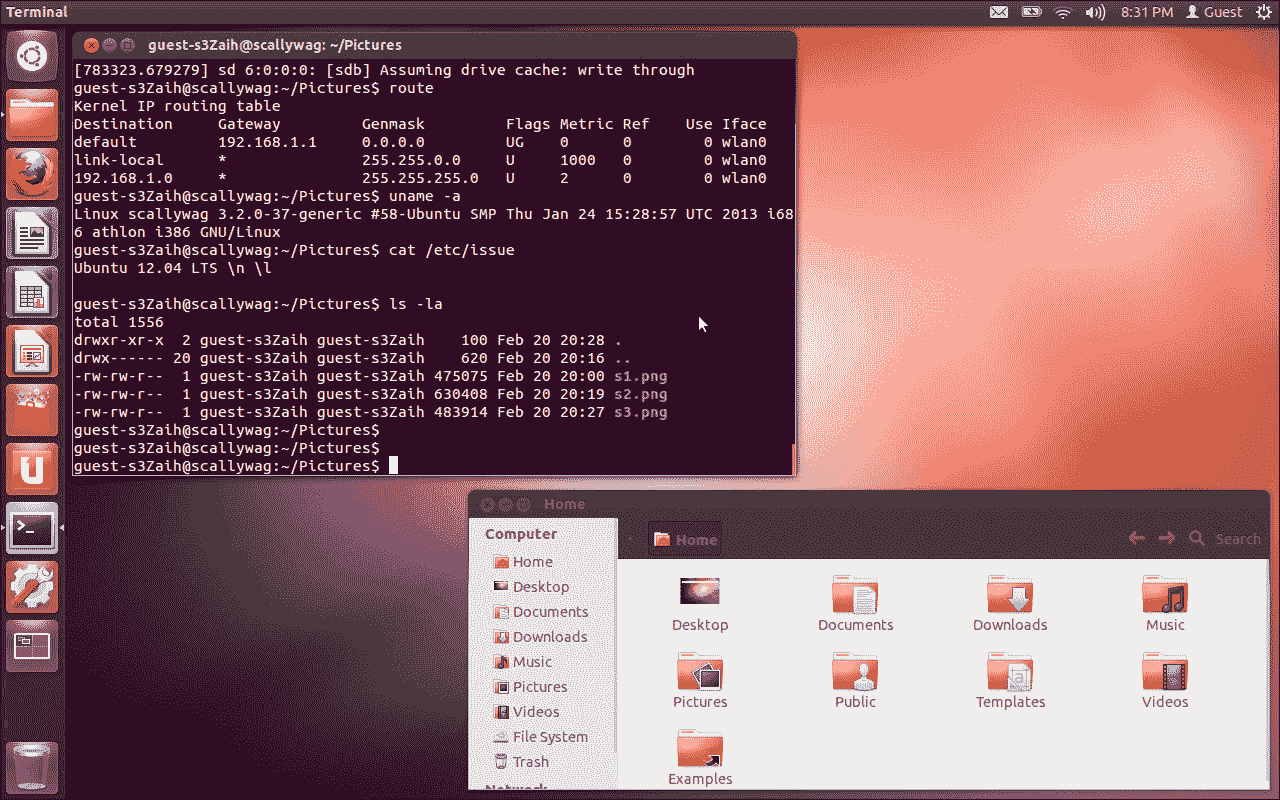 Terminal
8:31 PM Guest
guest-s3Zaih@scallywag: ~/Pictures
[783323.679279] sd 6:0:0:0: [sdb] Assuming drive cache: write through
guest-s3Zaih@scallywag:~/Pictures$ route
Kernel IP routing table
Destination     Gateway         Genmask         Flags Metric Ref    Use Iface
default         192.168.1.1     0.0.0.0         UG    0      0        0 wlan0
link-local      *               255.255.0.0     U     1000   0        0 wlan0
192.168.1.0     *               255.255.255.0   U     2      0        0 wlan0
guest-s3Zaih@scallywag:~/Pictures$ uname -a
Linux scallywag 3.2.0-37-generic #58-Ubuntu SMP Thu Jan 24 15:28:57 UTC 2013 i68
6 athlon i386 GNU/Linux
guest-s3Zaih@scallywag:~/Pictures$ cat /etc/issue
Ubuntu 12.04 LTS \n \l
guest-s3Zaih@scallywag:~/Pictures$ ls -la
total 1556
drwxr-xr-x  2 guest-s3Zaih guest-s3Zaih    100 Feb 20 20:28 .
drwx------ 20 guest-s3Zaih guest-s3Zaih    620 Feb 20 20:16 ..
-rw-rw-r--  1 guest-s3Zaih guest-s3Zaih 475075 Feb 20 20:00 s1.png
-rw-rw-r--  1 guest-s3Zaih guest-s3Zaih 630408 Feb 20 20:19 s2.png
-rw-rw-r--  1 guest-s3Zaih guest-s3Zaih 483914 Feb 20 20:27 s3.png
guest-s3Zaih@scallywag:~/Pictures$
guest-s3Zaih@scallywag:~/Pictures$
guest-s3Zaih@scallywag:~/Pictures$
Home
Computer
Home
Desktop
Documents
Downloads
Music
Pictures
Videos
File System
Trash
Network
Home
Search
Desktop Documents Downloads Music
Pictures Public Templates Videos
Examples